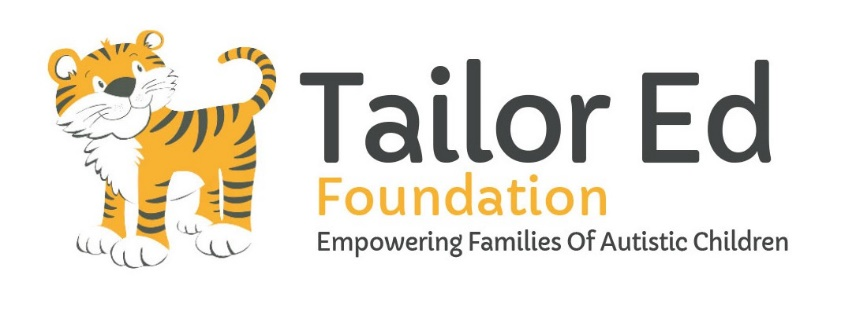 Tailor Ed
Foundation
Empowering Families Of Autistic Children